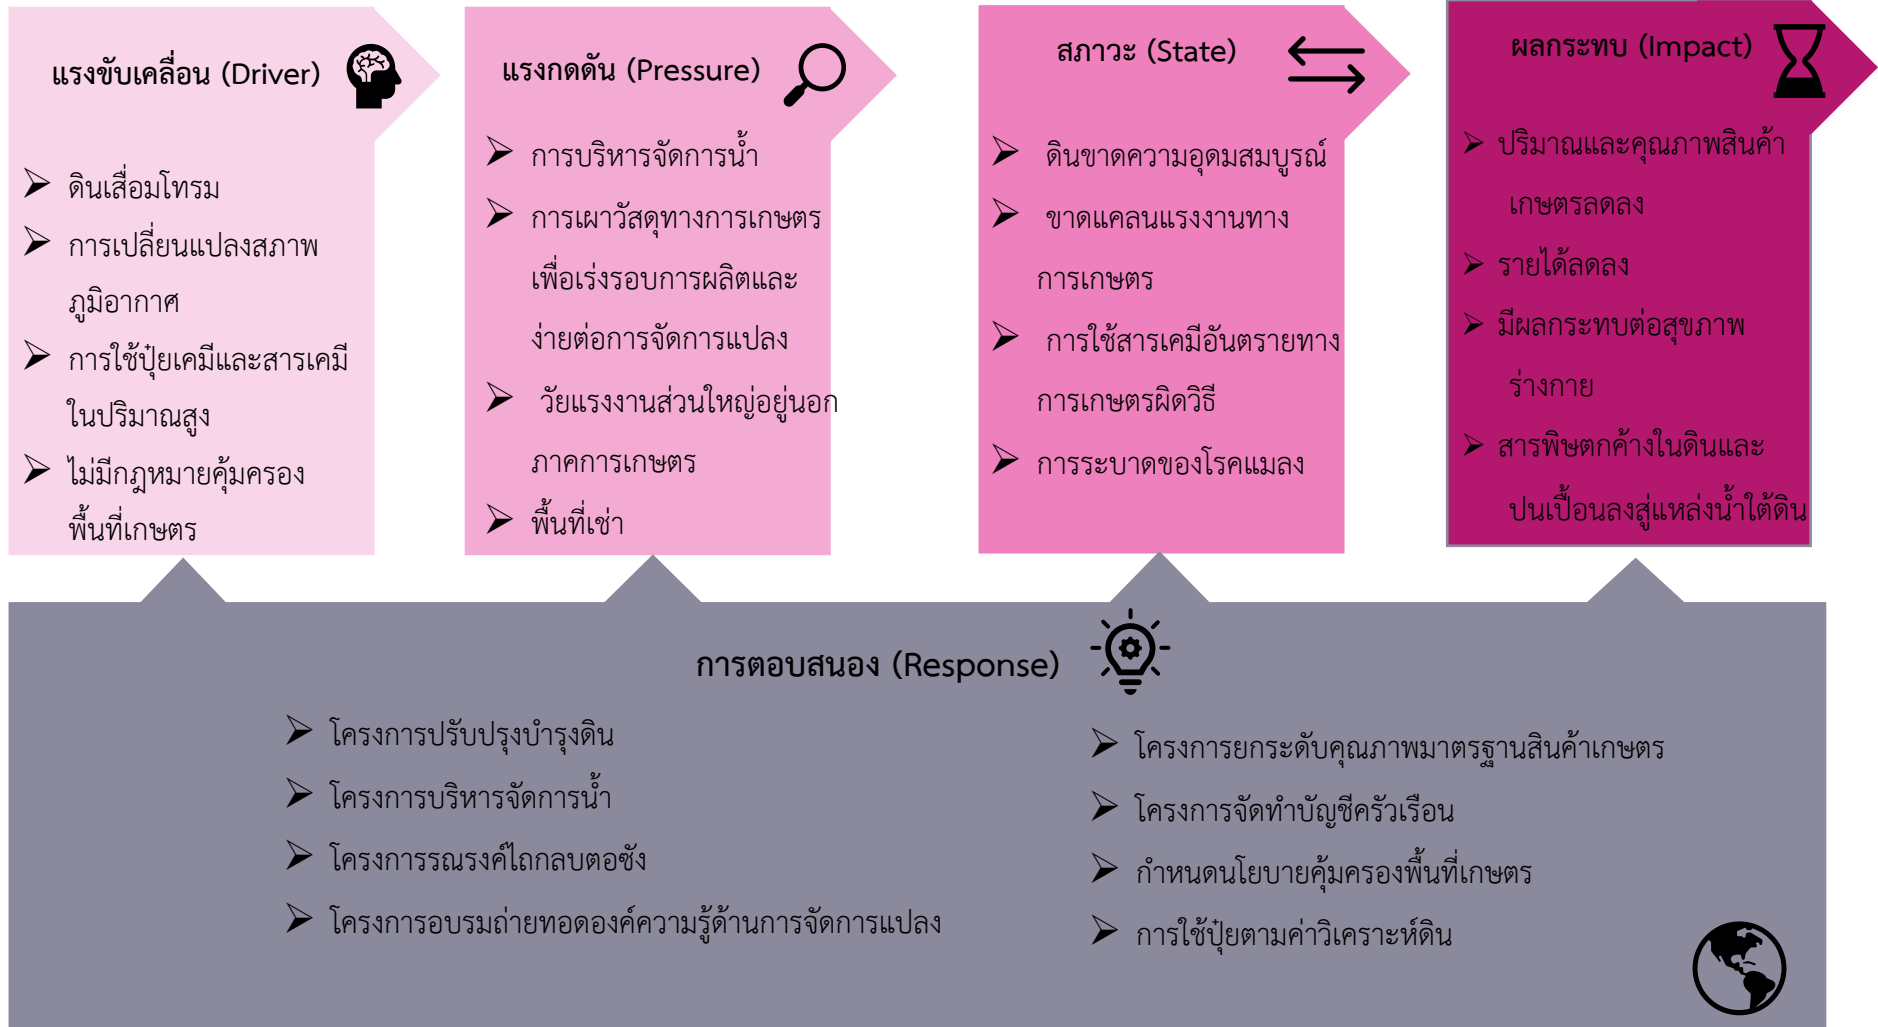 แรงขับเคลื่อน (Driver)
ดินเสื่อมโทรม
การเปลี่ยนแปลงสภาพ
ภูมิอากาศ
การใช้ปุ๋ยเคมีและสารเคมี
ในปริมาณสูง
ไม่มีกฎหมายคุ้มครอง
พื้นที่เกษตร
แรงกดดัน (Pressure)
การบริหารจัดการน้ำ
การเผาวัสดุทางการเกษตร
เพื่อเร่งรอบการผลิตและ
ง่ายต่อการจัดการแปลง
วัยแรงงานส่วนใหญ่อยู่นอก
ภาคการเกษตร
พื้นที่เช่า
สภาวะ (State)
ดินขาดความอุดมสมบูรณ์
ขาดแคลนแรงงานทาง
การเกษตร
การใช้สารเคมีอันตรายทาง
การเกษตรผิดวิธี
การระบาดของโรคแมลง
ผลกระทบ (Impact)
ปริมาณและคุณภาพสินค้า
เกษตรลดลง
รายได้ลดลง
มีผลกระทบต่อสุขภาพ
ร่างกาย
สารพิษตกค้างในดินและ
ปนเปื้อนลงสู่แหล่งน้ำใต้ดิน
การตอบสนอง (Response)
โครงการปรับปรุงบำรุงดิน
โครงการบริหารจัดการน้ำ
โครงการรณรงค์ไถกลบตอซัง
โครงการอบรมถ่ายทอดองค์ความรู้ด้านการจัดการแปลง
โครงการยกระดับคุณภาพมาตรฐานสินค้าเกษตร
โครงการจัดทำบัญชีครัวเรือน
กำหนดนโยบายคุ้มครองพื้นที่เกษตร
การใช้ปุ๋ยตามค่าวิเคราะห์ดิน